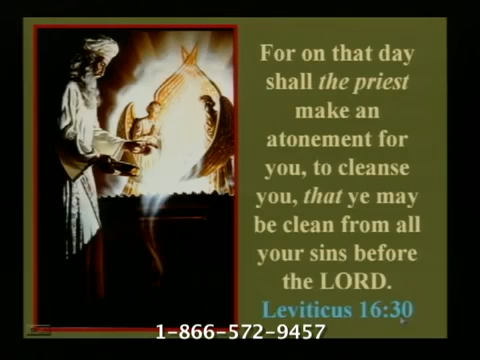 For on that day
shall the priest
make an
atonement for
you, to cleanse
you, that ye may
be clean from all
your sins before
the LORD.
Leviticus 16:30
1-866-572-9457